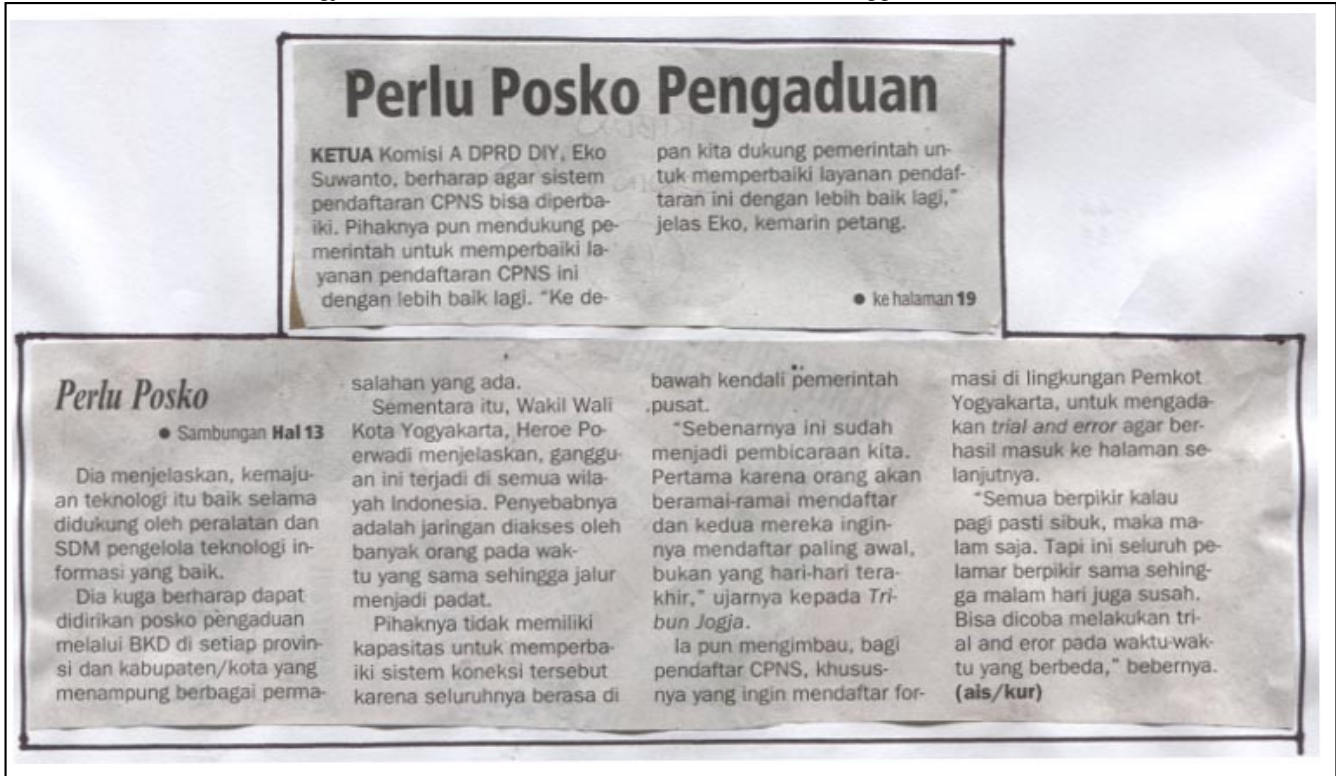 Perlu Posko Pengaduan
KETUA Komisi A DPRD DIY, Eko
Suwanto, berharap agar sistem
pendaftaran CPNS bisa diperba-
iki. Pihaknya pun mendukung pe-
merintah untuk memperbaiki la-
yanan pendaftaran CPNS ini
dengan lebih baik lagi. “Ke de-
pan kita dukung pemerintah un-
tuk memperbaiki layanan pendaf-
taran ini dengan lebih baik lagi,”
jelas Eko, kemarin petang.
● ke halaman 19
Perlu Posko
● Sambungan Hal 13
Dia menjelaskan, kemaju-
an teknologi itu baik selama
didukung oleh peralatan dan
SDM pengelola teknologi in-
formasi yang baik.
Dia kuga berharap dapat
didirikan posko pengaduan
melalui BKD di setiap provin-
si dan kabupaten/kota yang
menampung berbagai perma-
salahan yang ada.
Sementara itu, Wakil Wali
Kota Yogyakarta, Heroe Po-
erwadi menjelaskan, ganggu-
an ini terjadi di semua wila-
yah Indonesia. Penyebabnya
adalah jaringan diakses oleh
banyak orang pada wak-
tu yang sama sehingga jalur
menjadi padat.
Pihaknya tidak memiliki
kapasitas untuk memperba-
iki sistem koneksi tersebut
karena seluruhnya berasa di
bawah kendali pemerintah
pusat.
“Sebenarnya ini sudah
menjadi pembicaraan kita.
Pertama karena orang akan
beramai-ramai mendaftar
dan kedua mereka ingin-
nya mendaftar paling awal,
bukan yang hari-hari tera-
khir,” ujarnya kepada Tri-
bun Jogja.
Ia pun mengimbau, bagi
pendaftar CPNS, khusus-
nya yang ingin mendaftar for-
masi di lingkungan Pemkot
Yogyakarta, untuk mengada-
kan trial and error agar ber-
hasil masuk ke halaman se-
lanjutnya.
“Semua berpikir kalau
pagi pasti sibuk, maka ma-
lam saja. Tapi ini seluruh pe-
lamar berpikir sama sehing-
ga malam hari juga susah.
Bisa dicoba melakukan tri-
al and eror pada waktu-wak-
tu yang berbeda,” bebernya.
(ais/kur)